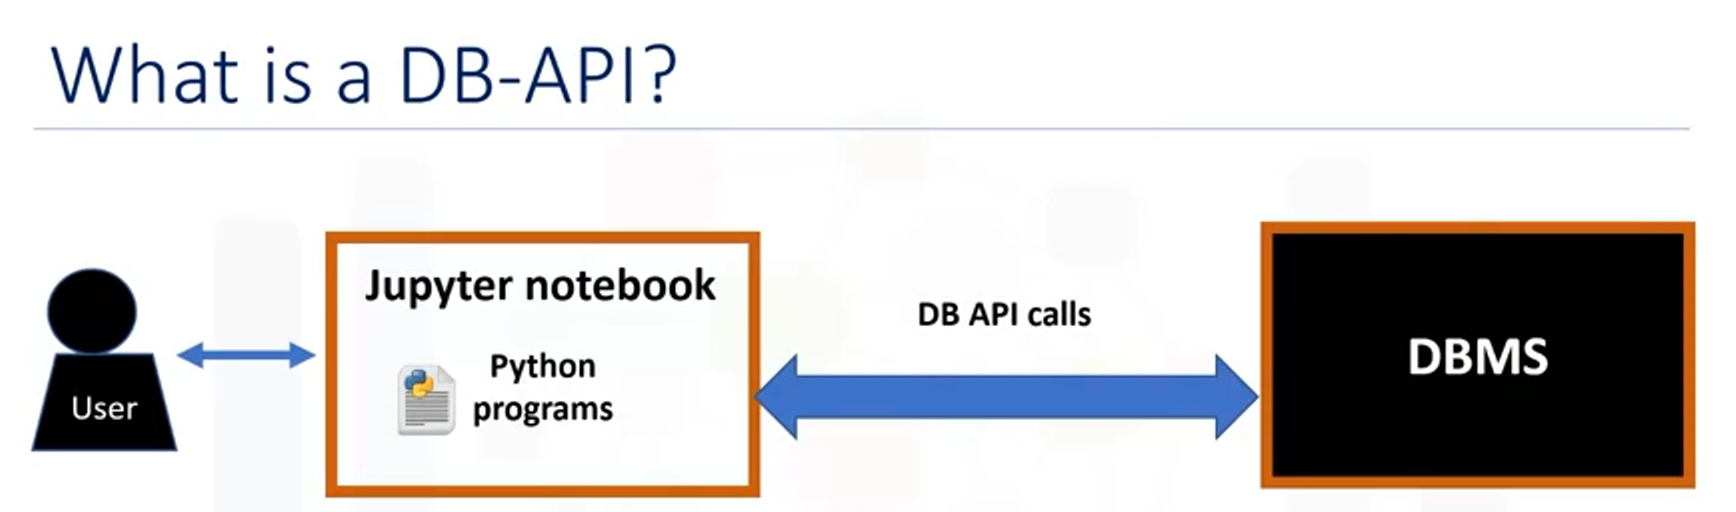 What is a DB-API?
User
Jupyter notebook
Python
programs
DB API calls
DBMS